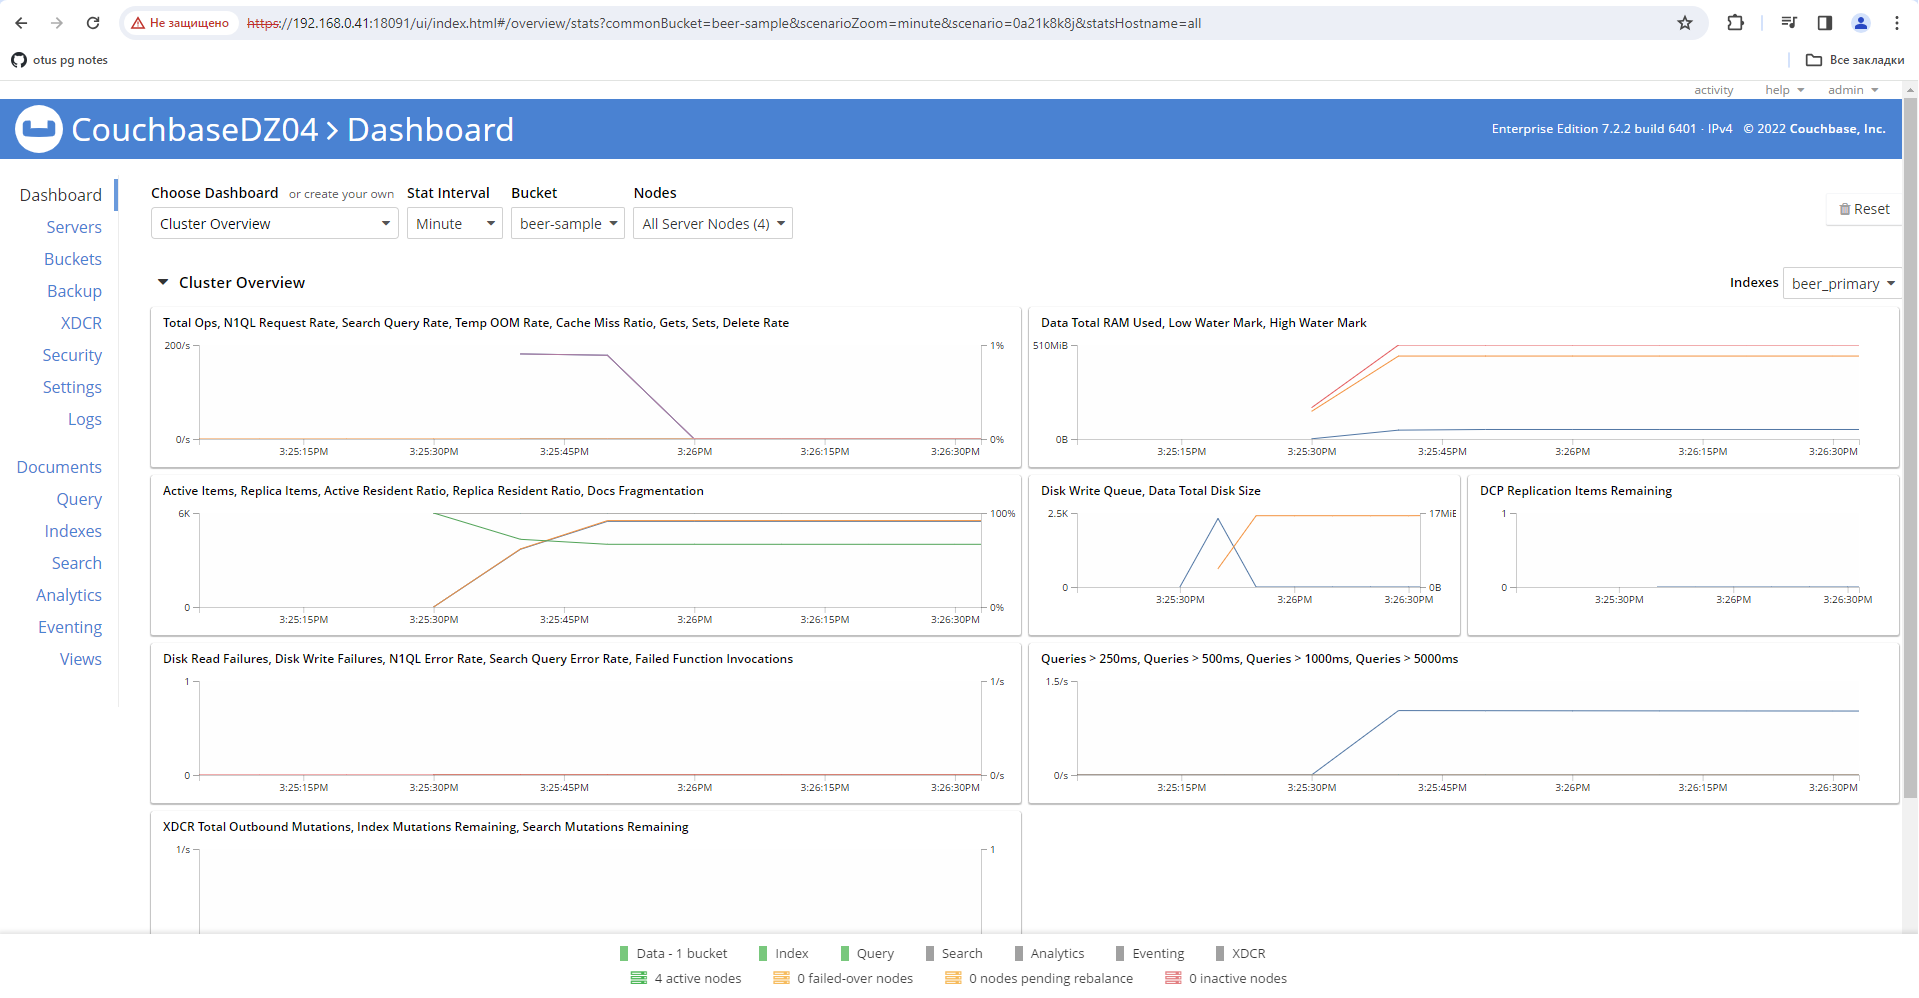 Не защищено https://192.168.0.41:18091/ui/index.html#/overview/stats?commonBucket=beer-sample&scenarioZoom=minute&scenario=0a21k8k8j&statsHostname=all
otus pg notes Все закладки
activity help admin
CouchbaseDZ04 > Dashboard Enterprise Edition 7.2.2 build 6401 · IPv4 © 2022 Couchbase, Inc.
Dashboard
Servers
Buckets
Backup
XDCR
Security
Settings
Logs
Documents
Query
Indexes
Search
Analytics
Eventing
Views
Choose Dashboard or create your own Stat Interval Bucket Nodes
Cluster Overview Minute beer-sample All Server Nodes (4) Reset
Cluster Overview Indexes beer_primary
Total Ops, N1QL Request Rate, Search Query Rate, Temp OOM Rate, Cache Miss Ratio, Gets, Sets, Delete Rate
200/s 1%
0/s 0%
3:25:15PM 3:25:30PM 3:25:45PM 3:26PM 3:26:15PM 3:26:30PM
Data Total RAM Used, Low Water Mark, High Water Mark
510MiB
0B
3:25:15PM 3:25:30PM 3:25:45PM 3:26PM 3:26:15PM 3:26:30PM
Active Items, Replica Items, Active Resident Ratio, Replica Resident Ratio, Docs Fragmentation
6K 100%
0 0%
3:25:15PM 3:25:30PM 3:25:45PM 3:26PM 3:26:15PM 3:26:30PM
Disk Write Queue, Data Total Disk Size
2.5K 17MiB
0 0B
3:25:30PM 3:26PM 3:26:30PM
DCP Replication Items Remaining
1
0
3:25:30PM 3:26PM 3:26:30PM
Disk Read Failures, Disk Write Failures, N1QL Error Rate, Search Query Error Rate, Failed Function Invocations
1 1/s
0 0/s
3:25:15PM 3:25:30PM 3:25:45PM 3:26PM 3:26:15PM 3:26:30PM
Queries > 250ms, Queries > 500ms, Queries > 1000ms, Queries > 5000ms
1.5/s
0/s
3:25:15PM 3:25:30PM 3:25:45PM 3:26PM 3:26:15PM 3:26:30PM
XDCR Total Outbound Mutations, Index Mutations Remaining, Search Mutations Remaining
1/s 1
Data - 1 bucket Index Query Search Analytics Eventing XDCR
4 active nodes 0 failed-over nodes 0 nodes pending rebalance 0 inactive nodes